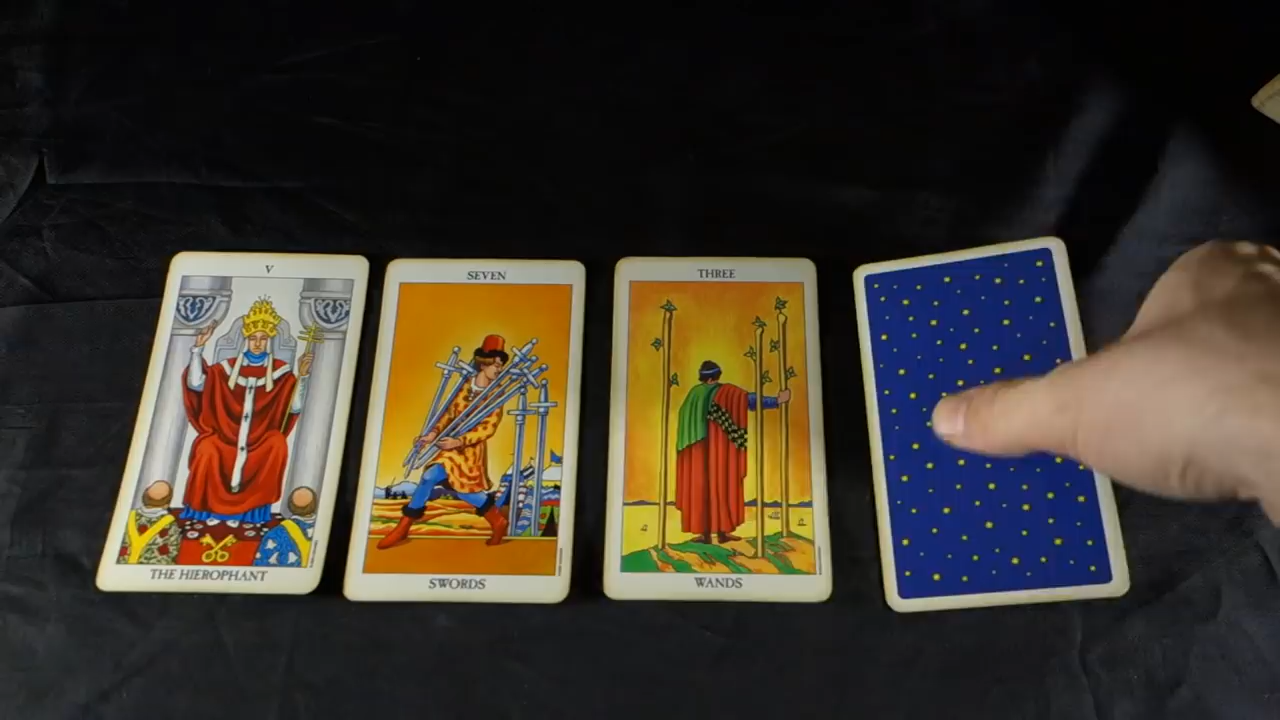 V
THE HIEROPHANT
SEVEN
SWORDS
THREE
WANDS